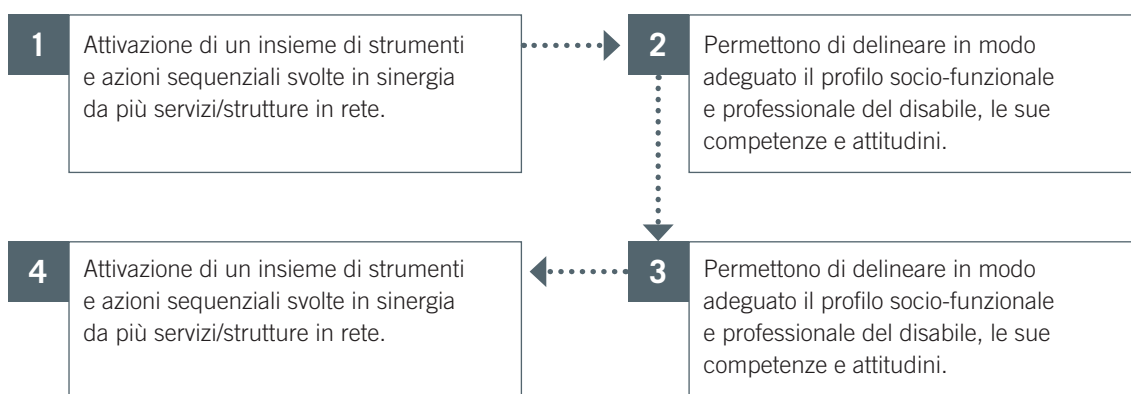 1
Attivazione di un insieme di strumenti
e azioni sequenziali svolte in sinergia
da più servizi/strutture in rete.
2
Permettono di delineare in modo
adeguato il profilo socio-funzionale
e professionale del disabile, le sue
competenze e attitudini.
4
Attivazione di un insieme di strumenti
e azioni sequenziali svolte in sinergia
da più servizi/strutture in rete.
3
Permettono di delineare in modo
adeguato il profilo socio-funzionale
e professionale del disabile, le sue
competenze e attitudini.